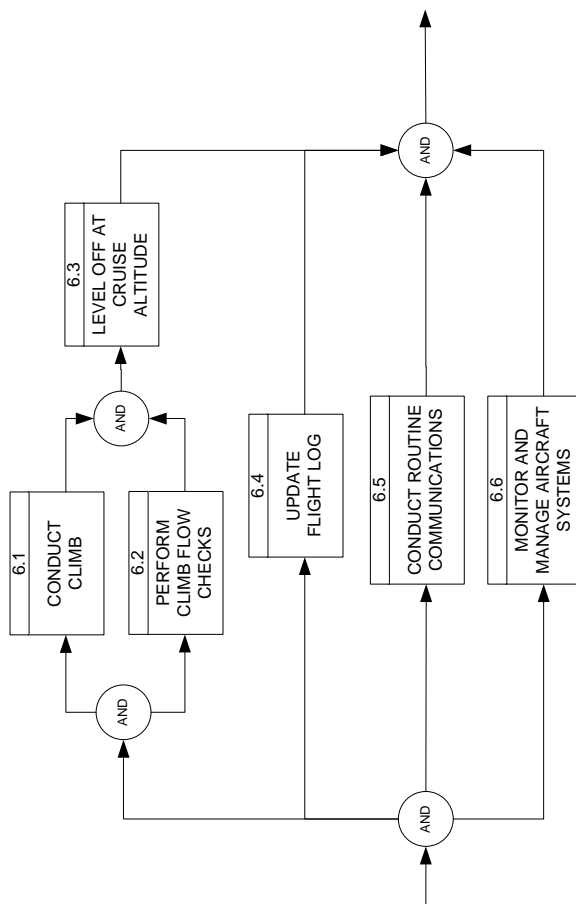 AND
AND
6.1
CONDUCT
CLIMB
6.2
PERFORM
CLIMB FLOW
CHECKS
AND
6.3
LEVEL OFF AT
CRUISE
ALTITUDE
6.4
UPDATE
FLIGHT LOG
6.5
CONDUCT ROUTINE
COMMUNICATIONS
6.6
MONITOR AND
MANAGE AIRCRAFT
SYSTEMS
AND